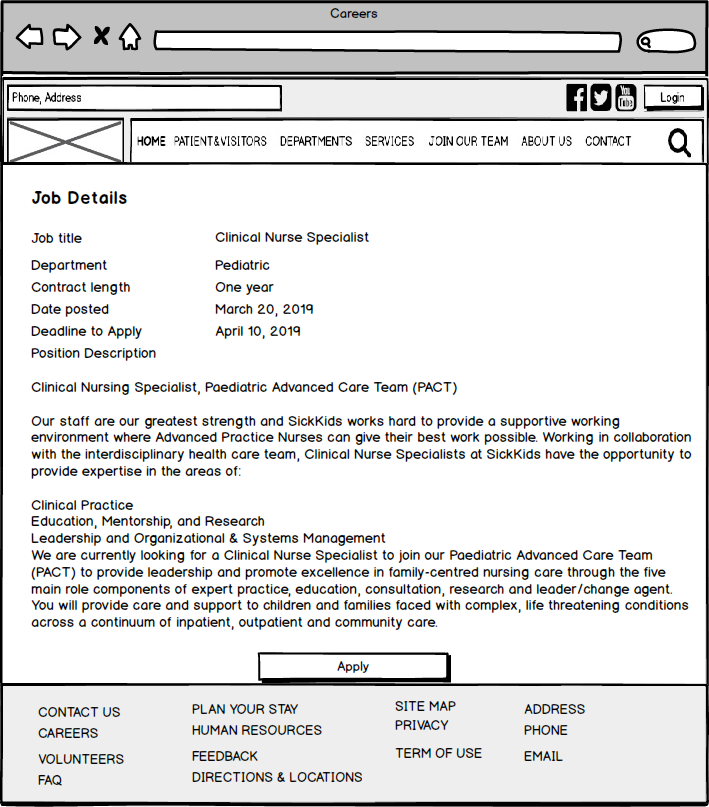 Careers
Phone, Address
You
Tube
Login
HOME PATIENT&VISITORS DEPARTMENTS SERVICES JOIN OUR TEAM ABOUT US CONTACT
Job Details
Job title Clinical Nurse Specialist
Department Pediatric
Contract length One year
Date posted March 20, 2019
Deadline to Apply April 10, 2019
Position Description
Clinical Nursing Specialist, Paediatric Advanced Care Team (PACT)
Our staff are our greatest strength and SickKids works hard to provide a supportive working
environment where Advanced Practice Nurses can give their best work possible. Working in collaboration
with the interdisciplinary health care team, Clinical Nurse Specialists at SickKids have the opportunity to
provide expertise in the areas of:
Clinical Practice
Education, Mentorship, and Research
Leadership and Organizational & Systems Management
We are currently looking for a Clinical Nurse Specialist to join our Paediatric Advanced Care Team
(PACT) to provide leadership and promote excellence in family-centred nursing care through the five
main role components of expert practice, education, consultation, research and leader/change agent.
You will provide care and support to children and families faced with complex, life threatening conditions
across a continuum of inpatient, outpatient and community care.
Apply
CONTACT US PLAN YOUR STAY SITE MAP ADDRESS
CAREERS HUMAN RESOURCES PRIVACY PHONE
VOLUNTEERS FEEDBACK TERM OF USE EMAIL
FAQ DIRECTIONS & LOCATIONS